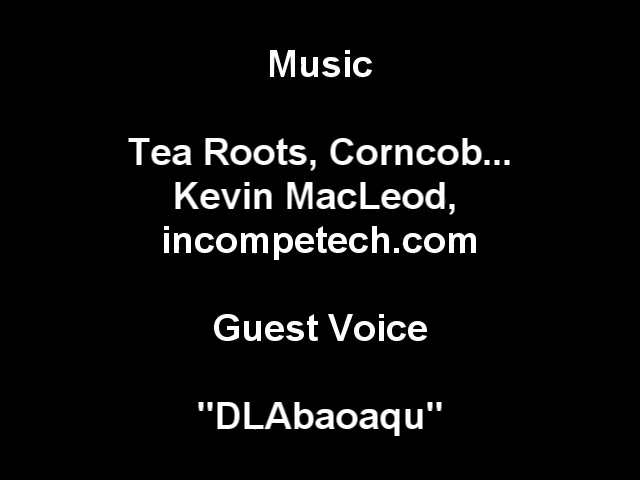 Music
Tea Roots, Corncob...
Kevin MacLeod,
incompetech.com
Guest Voice
"DLAbaoaqu"